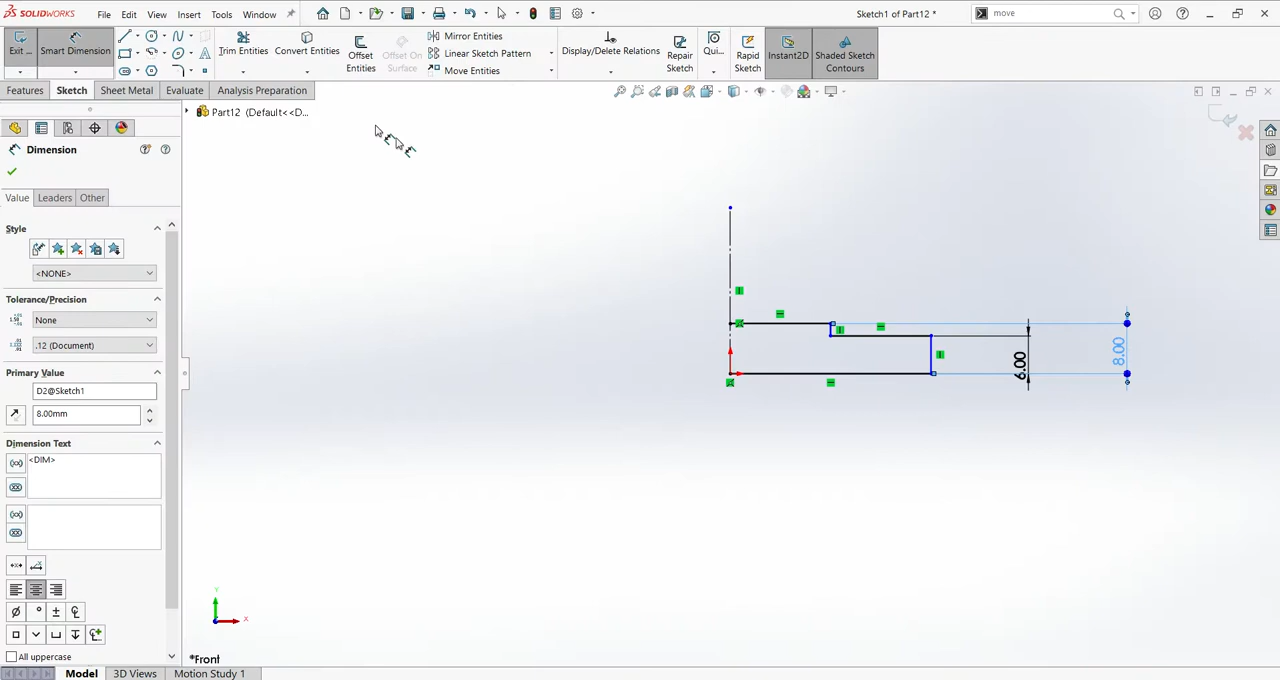 SOLIDWORKS
File
Edit
View
Insert
Tools
Window
Sketch1 of Part12 *
move
Exit ...
Smart Dimension
Trim Entities
Convert Entities
Offset Entities
Offset On Surface
Mirror Entities
Linear Sketch Pattern
Move Entities
Display/Delete Relations
Repair Sketch
Qui...
Rapid Sketch
Instant2D
Shaded Sketch Contours
Features
Sketch
Sheet Metal
Evaluate
Analysis Preparation
Part12 (Default<<D...
Dimension
Value
Leaders
Other
Style
<NONE>
Tolerance/Precision
None
.12 (Document)
Primary Value
D2@Sketch1
8.00mm
Dimension Text
<DIM>
All uppercase
6.00
8.00
Y
X
*Front
Model
3D Views
Motion Study 1